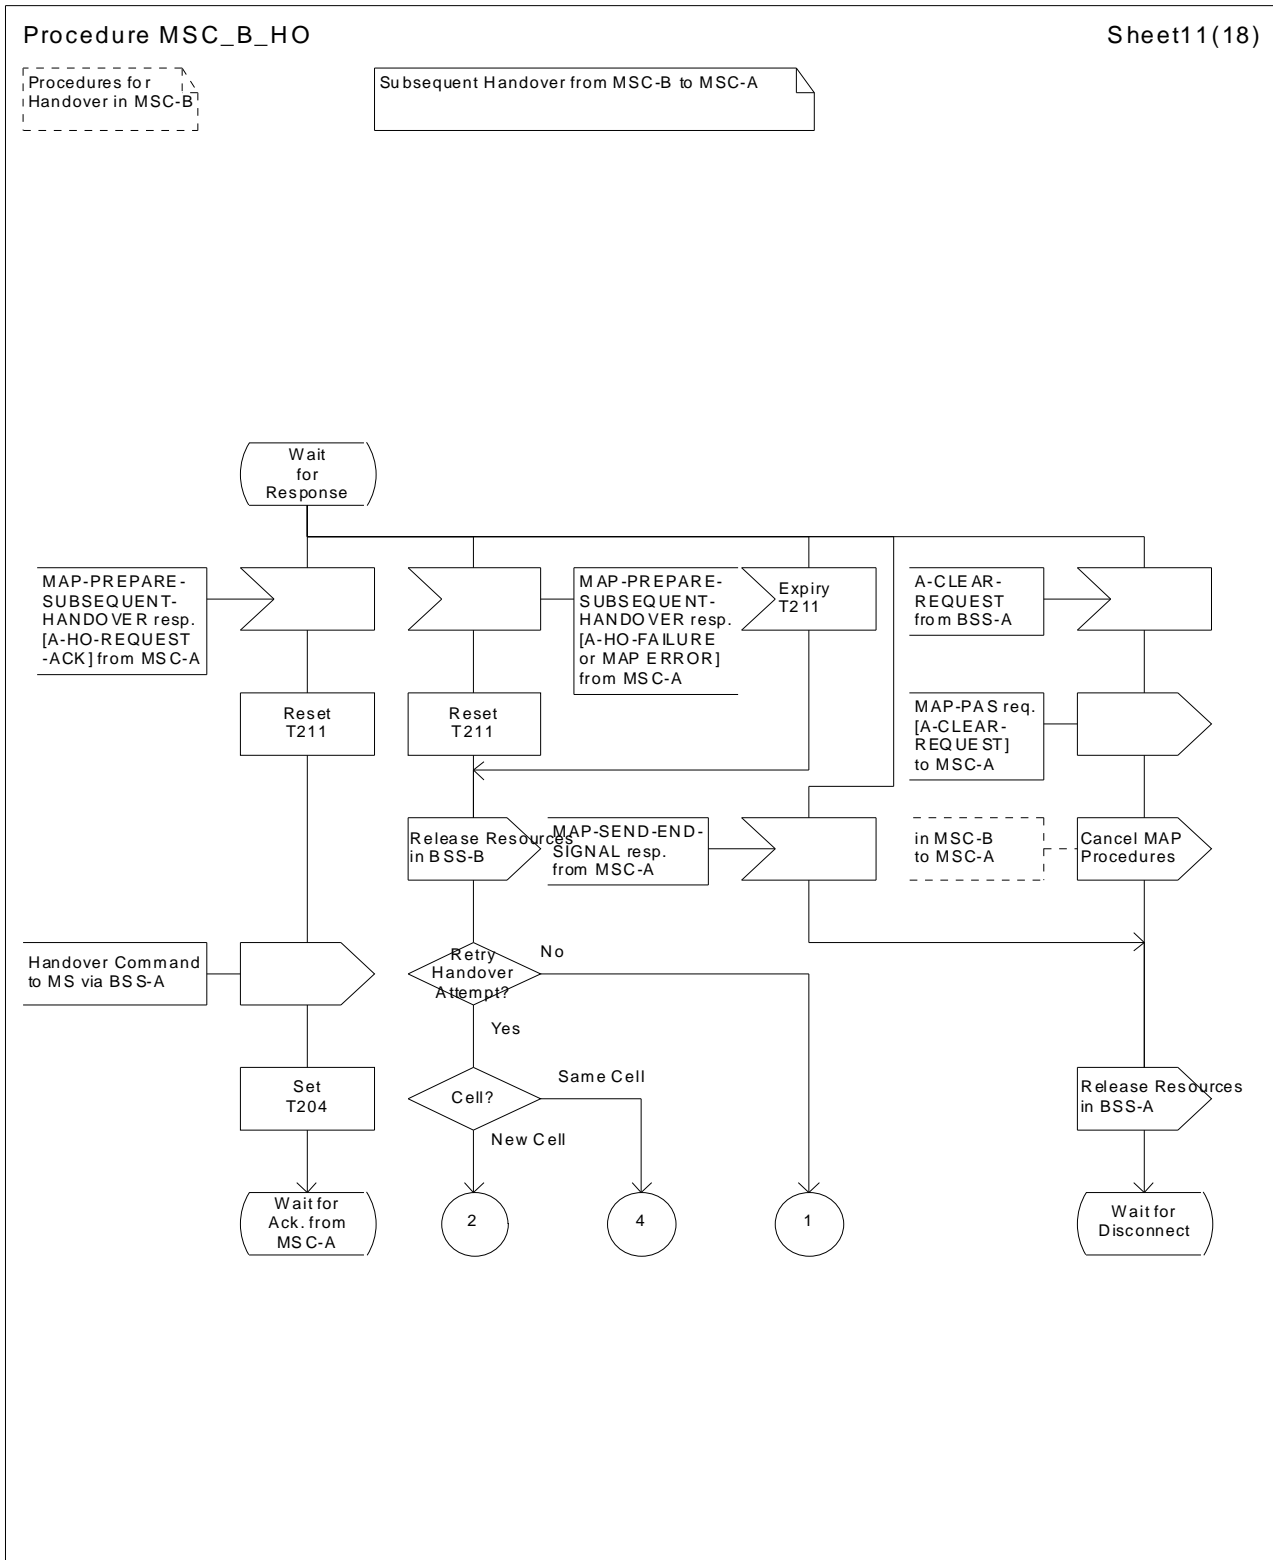 Procedure MSC_B_HO
Sheet11(18)
Procedures for
Handover in MSC-B
Subsequent Handover from MSC-B to MSC-A
Wait
for
Response
MAP-PREPARE-
SUBSEQUENT-
HANDOVER resp.
[A-HO-REQUEST
-ACK] from MSC-A
MAP-PREPARE-
SUBSEQUENT-
HANDOVER resp.
[A-HO-FAILURE
or MAP ERROR]
from MSC-A
Expiry
T211
A-CLEAR-
REQUEST
from BSS-A
Reset
T211
Reset
T211
MAP-PAS req.
[A-CLEAR-
REQUEST]
to MSC-A
Release Resources
in BSS-B
MAP-SEND-END-
SIGNAL resp.
from MSC-A
in MSC-B
to MSC-A
Cancel MAP
Procedures
Handover Command
to MS via BSS-A
Retry
Handover
Attempt?
No
Yes
Set
T204
Cell?
Same Cell
New Cell
Release Resources
in BSS-A
Wait for
Ack. from
MSC-A
2
4
1
Wait for
Disconnect